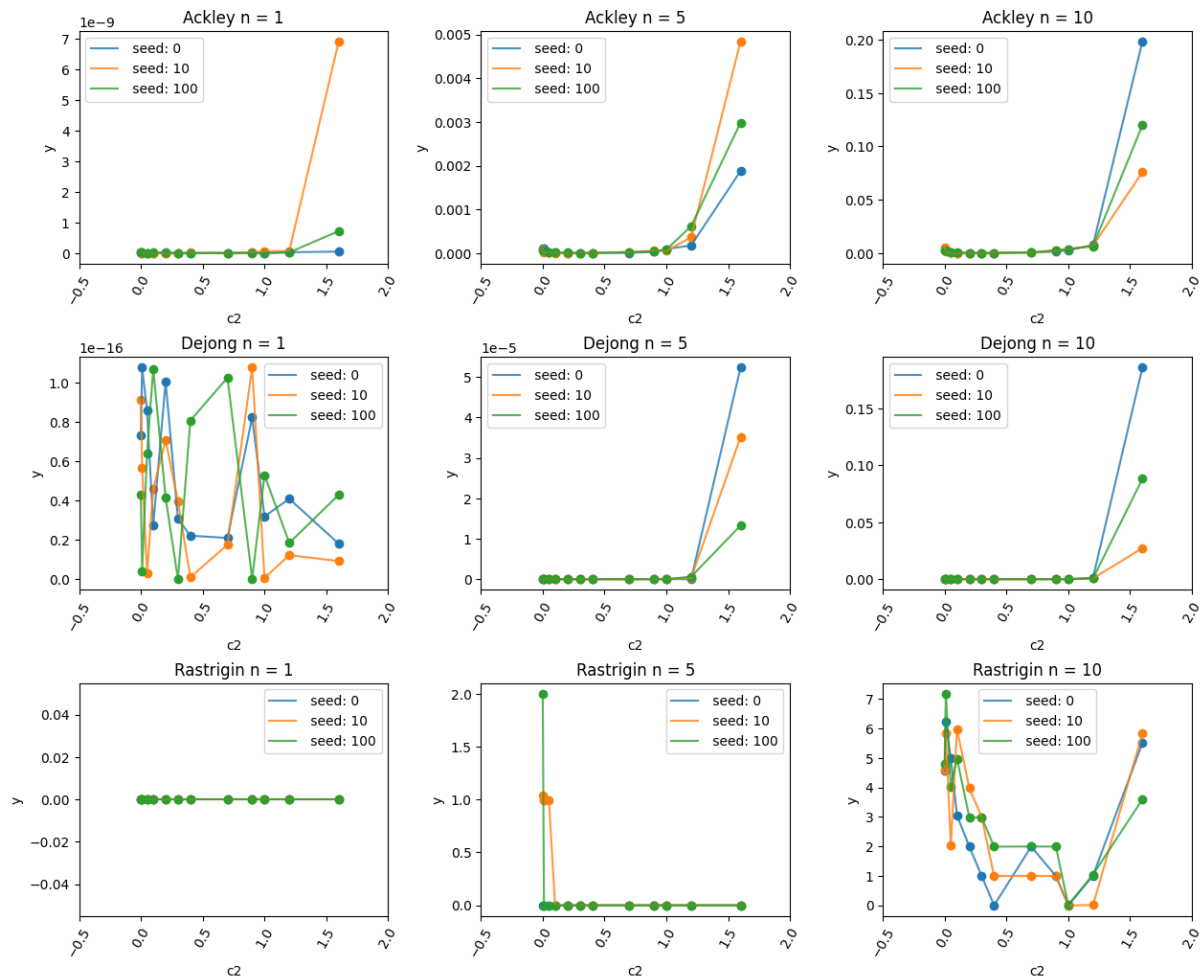 Ackley n = 1
1e−9
7
6
5
4
3
2
1
0
y
seed: 0
seed: 10
seed: 100
−0.5
0.0
0.5
1.0
1.5
2.0
c2
Ackley n = 5
0.005
0.004
0.003
0.002
0.001
0.000
y
seed: 0
seed: 10
seed: 100
−0.5
0.0
0.5
1.0
1.5
2.0
c2
Ackley n = 10
0.20
0.15
0.10
0.05
0.00
y
seed: 0
seed: 10
seed: 100
−0.5
0.0
0.5
1.0
1.5
2.0
c2
Dejong n = 1
1e−16
1.0
0.8
0.6
0.4
0.2
0.0
y
seed: 0
seed: 10
seed: 100
−0.5
0.0
0.5
1.0
1.5
2.0
c2
Dejong n = 5
1e−5
5
4
3
2
1
0
y
seed: 0
seed: 10
seed: 100
−0.5
0.0
0.5
1.0
1.5
2.0
c2
Dejong n = 10
0.15
0.10
0.05
0.00
y
seed: 0
seed: 10
seed: 100
−0.5
0.0
0.5
1.0
1.5
2.0
c2
Rastrigin n = 1
0.04
0.02
0.00
−0.02
−0.04
y
seed: 0
seed: 10
seed: 100
−0.5
0.0
0.5
1.0
1.5
2.0
c2
Rastrigin n = 5
2.0
1.5
1.0
0.5
0.0
y
seed: 0
seed: 10
seed: 100
−0.5
0.0
0.5
1.0
1.5
2.0
c2
Rastrigin n = 10
7
6
5
4
3
2
1
0
y
seed: 0
seed: 10
seed: 100
−0.5
0.0
0.5
1.0
1.5
2.0
c2